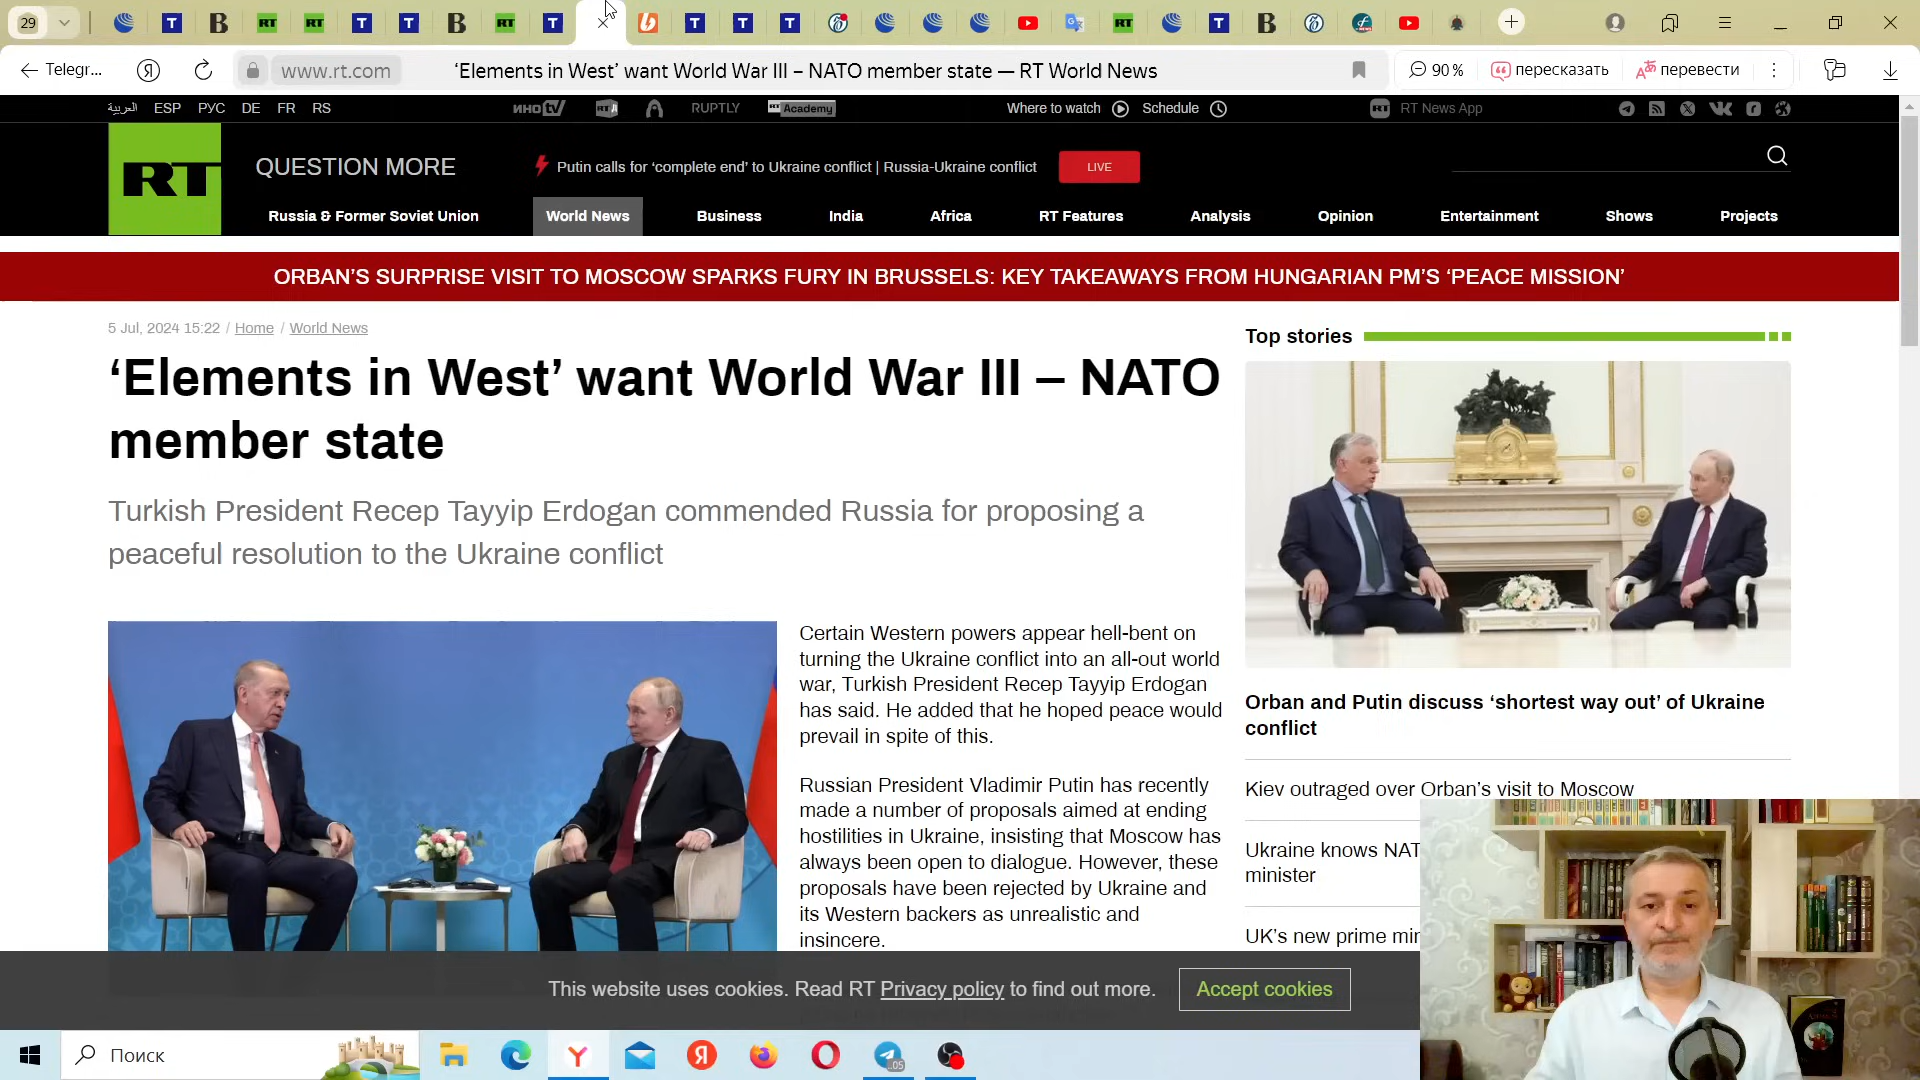 29
Telegr...
www.rt.com
'Elements in West' want World War III – NATO member state — RT World News
90 %
пересказать
перевести
العربية ESP РУС DE FR RS
ИНОTV
RUPTLY
RT Academy
Where to watch
Schedule
RT News App
RT
QUESTION MORE
Putin calls for 'complete end' to Ukraine conflict | Russia-Ukraine conflict
LIVE
Russia & Former Soviet Union
World News
Business
India
Africa
RT Features
Analysis
Opinion
Entertainment
Shows
Projects
ORBAN'S SURPRISE VISIT TO MOSCOW SPARKS FURY IN BRUSSELS: KEY TAKEAWAYS FROM HUNGARIAN PM'S 'PEACE MISSION'
5 Jul, 2024 15:22 / Home / World News
'Elements in West' want World War III – NATO
member state
Turkish President Recep Tayyip Erdogan commended Russia for proposing a
peaceful resolution to the Ukraine conflict
Certain Western powers appear hell-bent on
turning the Ukraine conflict into an all-out world
war, Turkish President Recep Tayyip Erdogan
has said. He added that he hoped peace would
prevail in spite of this.
Russian President Vladimir Putin has recently
made a number of proposals aimed at ending
hostilities in Ukraine, insisting that Moscow has
always been open to dialogue. However, these
proposals have been rejected by Ukraine and
its Western backers as unrealistic and
insincere.
Top stories
Orban and Putin discuss 'shortest way out' of Ukraine
conflict
Kiev outraged over Orban's visit to Moscow
Ukraine knows NAT
minister
UK's new prime mir
This website uses cookies. Read RT Privacy policy to find out more.
Accept cookies
Поиск